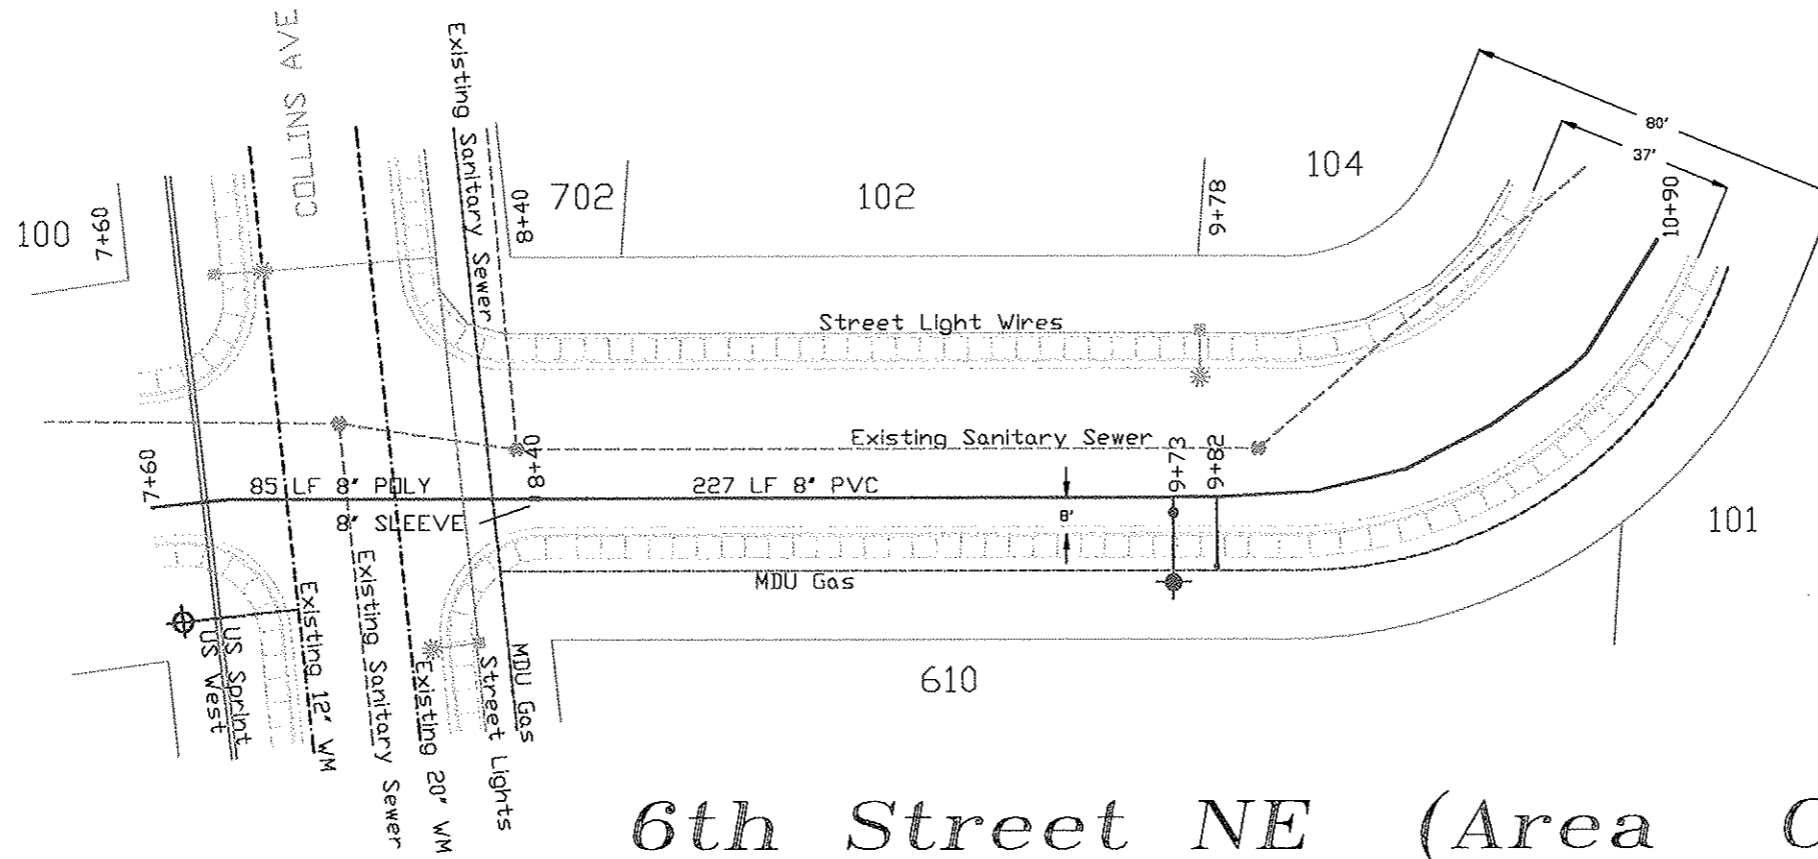 COLLINS AVE
Existing Sanitary Sewer
80'
37'
100
7+60
8+40
702
102
9+78
104
10+90
Street Light Wires
Existing Sanitary Sewer
7+60
8+40
9+73
9+82
85 LF 8" POLY
227 LF 8" PVC
8" SLEEVE
8'
101
MDU Gas
610
US West
US Sprint
Existing 12" WM
Existing Sanitary Sewer
Existing 20" WM
Streeet Lights
MDU Gas
6th Street NE (Area